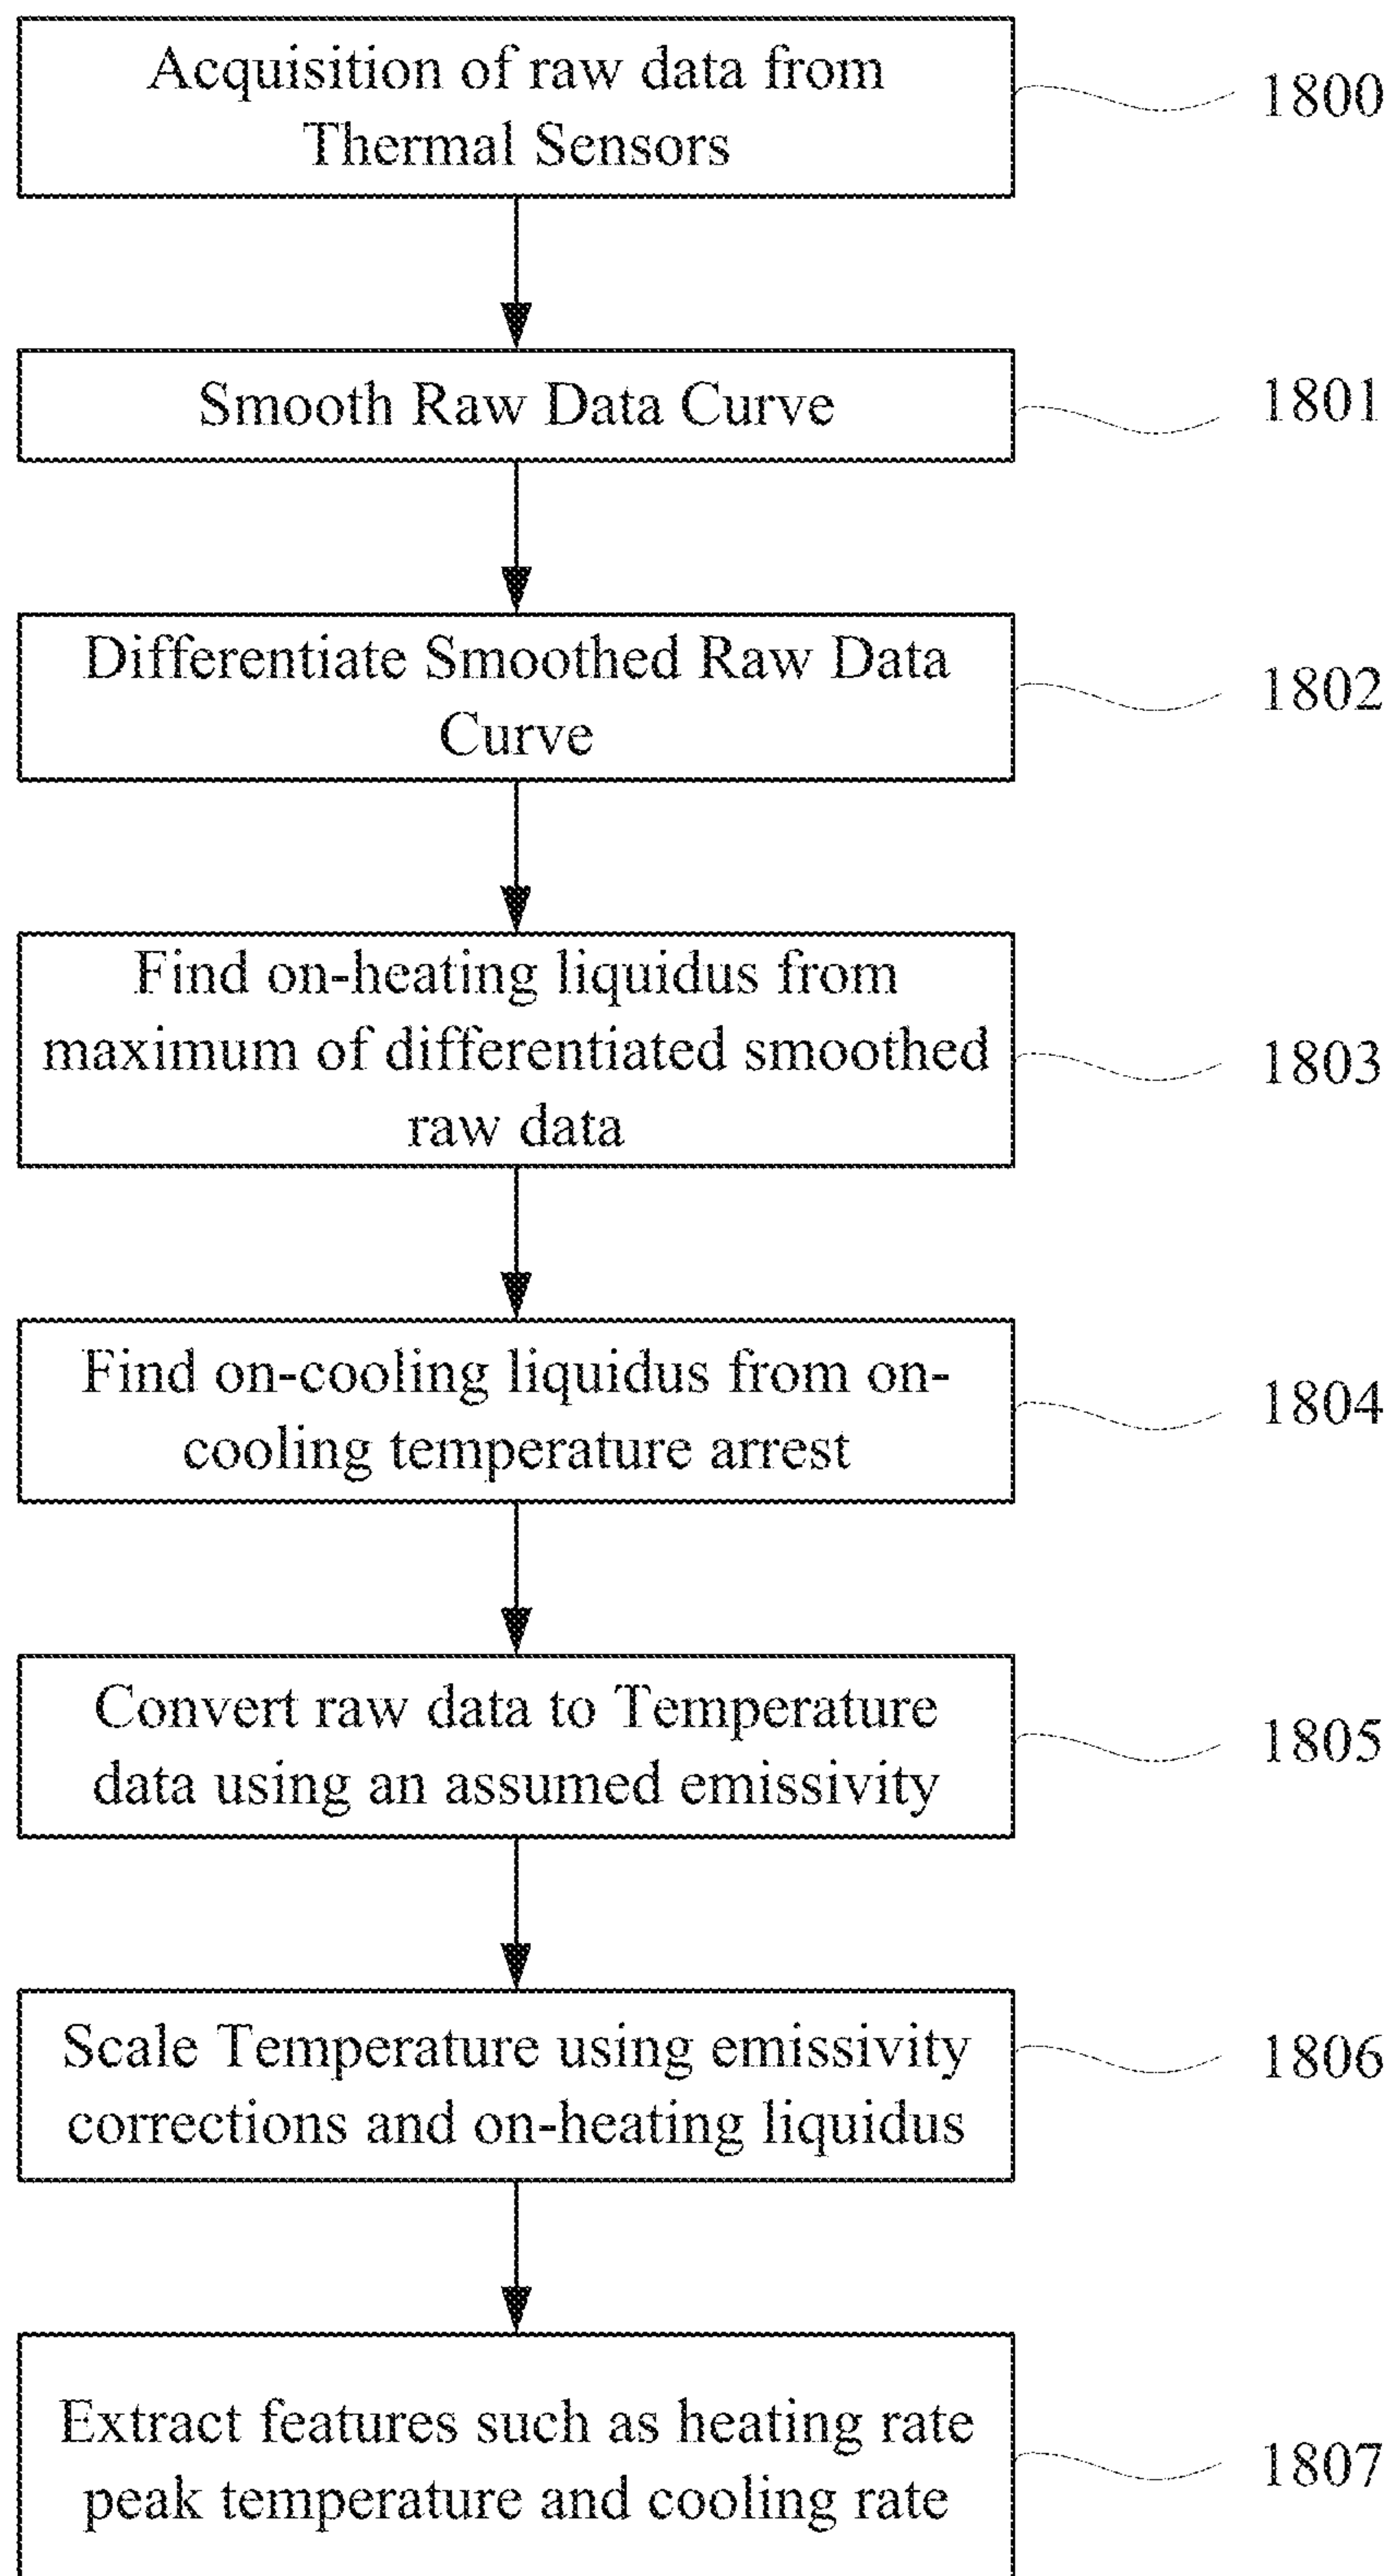 Acquisition of raw data from
Thermal Sensors
1800
Smooth Raw Data Curve
1801
Differentiate Smoothed Raw Data
Curve
1802
Find on-heating liquidus from
maximum of differentiated smoothed
raw data
1803
Find on-cooling liquidus from on-
cooling temperature arrest
1804
Convert raw data to Temperature
data using an assumed emissivity
1805
Scale Temperature using emissivity
corrections and on-heating liquidus
1806
Extract features such as heating rate
peak temperature and cooling rate
1807